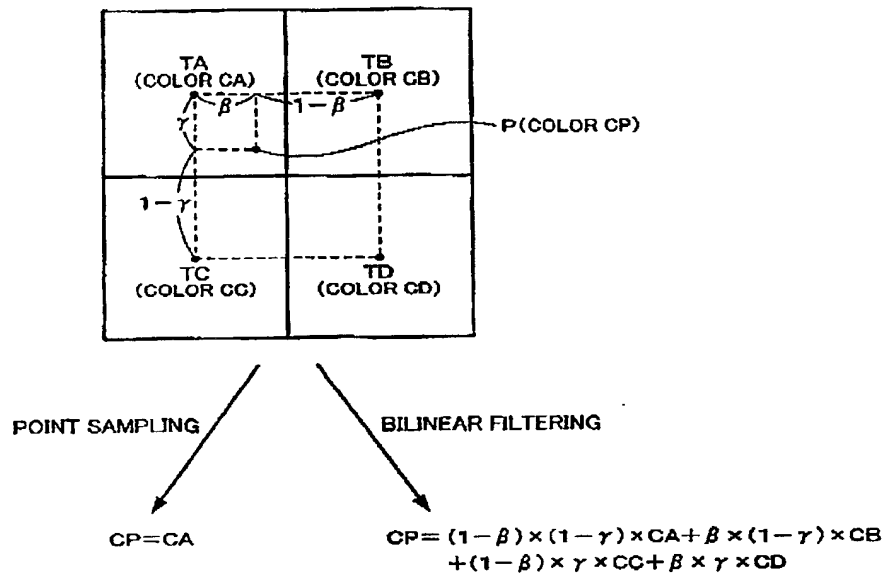 TA
(COLOR CA)
TB
(COLOR CB)
β
1-β
γ
P(COLOR CP)
1-γ
TC
(COLOR CC)
TD
(COLOR CD)
POINT SAMPLING
BILINEAR FILTERING
CP=CA
CP=(1-β)×(1-γ)×CA+β×(1-γ)×CB
+(1-β)×γ×CC+β×γ×CD